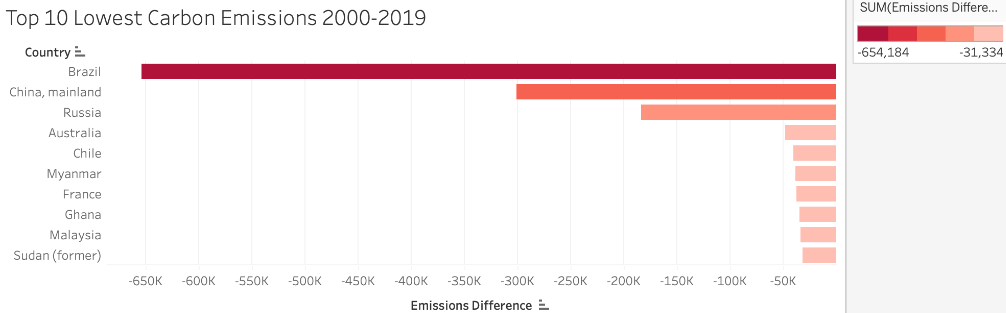 Top 10 Lowest Carbon Emissions 2000-2019
Country
Brazil
China, mainland
Russia
Australia
Chile
Myanmar
France
Ghana
Malaysia
Sudan (former)
-650K -600K -550K -500K -450K -400K -350K -300K -250K -200K -150K -100K -50K
Emissions Difference
SUM(Emissions Differe...
-654,184 -31,334